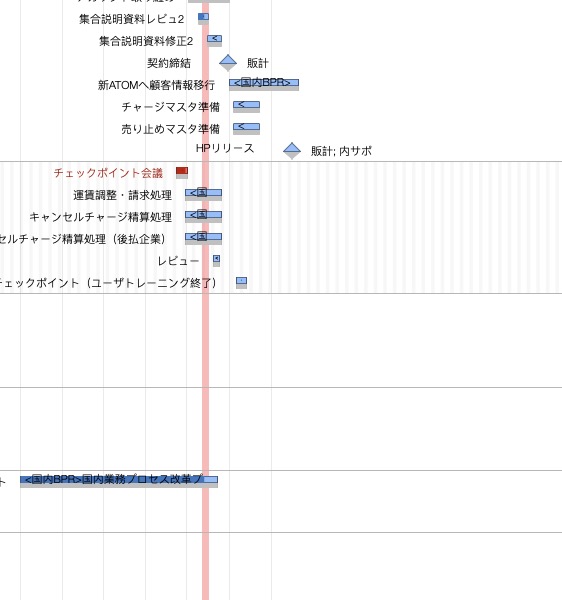 集合説明資料レビュ2
集合説明資料修正2 <
契約締結 販計
新ATOMへ顧客情報移行 <国内BPR>
チャージマスタ準備 <
売り止めマスタ準備 <
HPリリース 販計; 内サポ
チェックポイント会議
運賃調整・請求処理 <国
キャンセルチャージ精算処理 <国
セルチャージ精算処理（後払企業） <国
レビュー
チェックポイント（ユーザトレーニング終了）
ト <国内BPR>国内業務プロセス改革プ